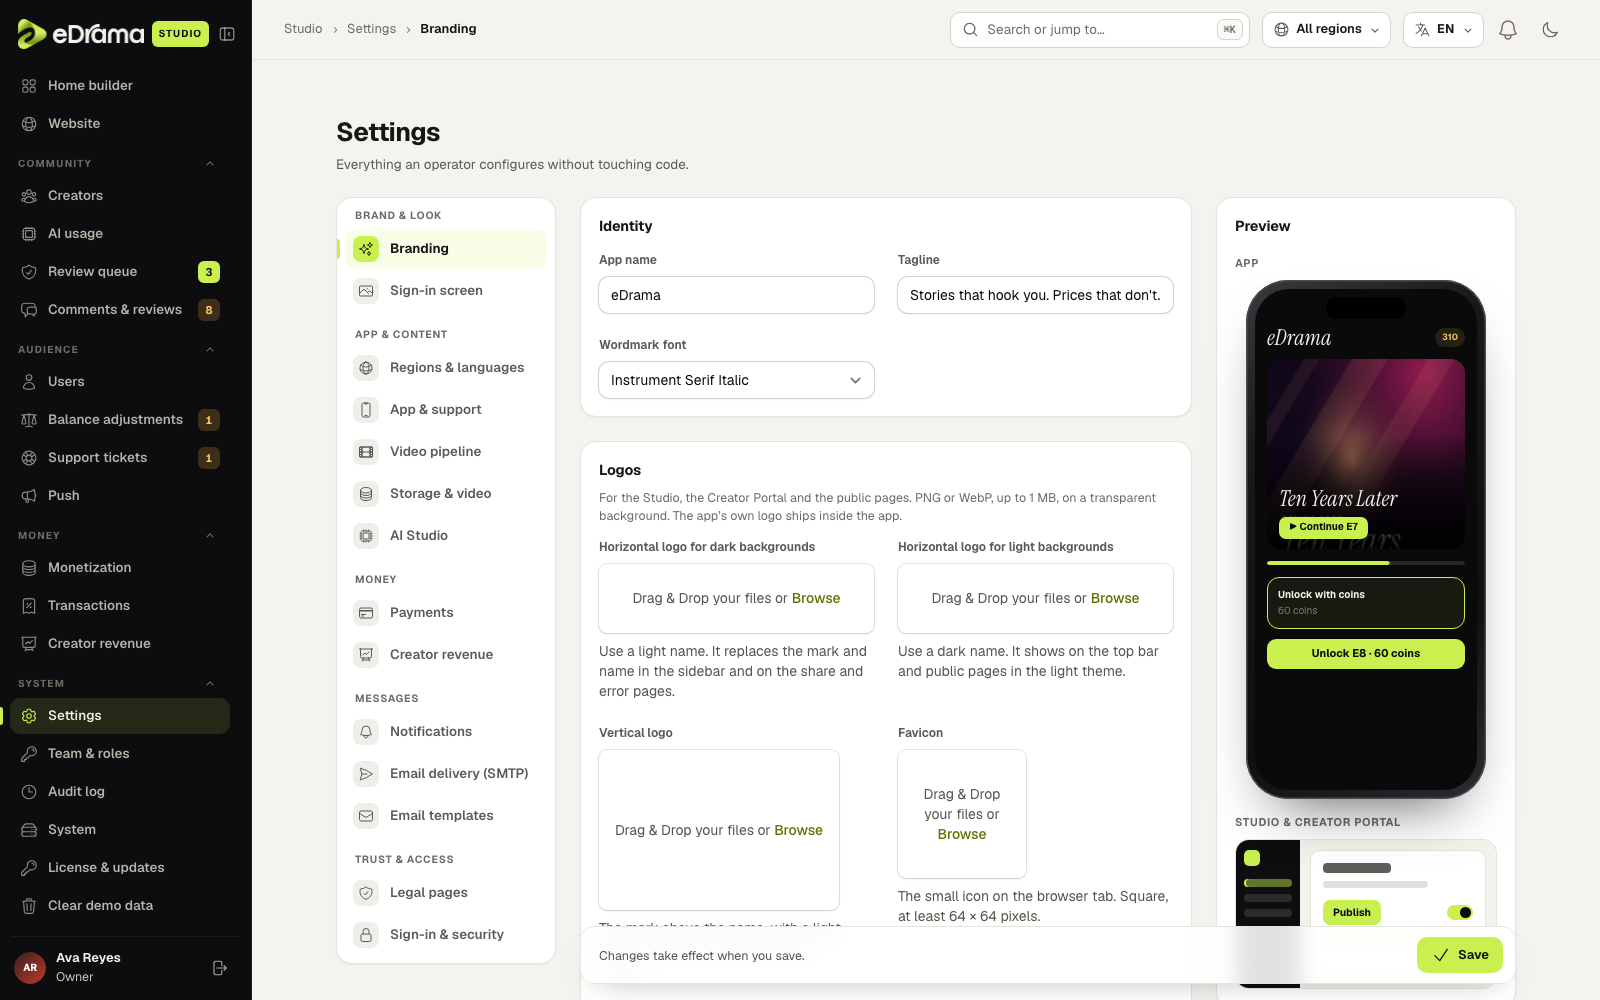 eDrama STUDIO
Home builder
Website
COMMUNITY
Creators
AI usage
Review queue 3
Comments & reviews 8
AUDIENCE
Users
Balance adjustments 1
Support tickets 1
Push
MONEY
Monetization
Transactions
Creator revenue
SYSTEM
Settings
Team & roles
Audit log
System
License & updates
Clear demo data
AR
Ava Reyes
Owner
Studio > Settings > Branding
Search or jump to...
⌘K
All regions
EN
Settings
Everything an operator configures without touching code.
BRAND & LOOK
Branding
Sign-in screen
APP & CONTENT
Regions & languages
App & support
Video pipeline
Storage & video
AI Studio
MONEY
Payments
Creator revenue
MESSAGES
Notifications
Email delivery (SMTP)
Email templates
TRUST & ACCESS
Legal pages
Sign-in & security
Identity
App name
eDrama
Tagline
Stories that hook you. Prices that don't.
Wordmark font
Instrument Serif Italic
Logos
For the Studio, the Creator Portal and the public pages. PNG or WebP, up to 1 MB, on a transparent
background. The app's own logo ships inside the app.
Horizontal logo for dark backgrounds
Drag & Drop your files or Browse
Use a light name. It replaces the mark and
name in the sidebar and on the share and
error pages.
Horizontal logo for light backgrounds
Drag & Drop your files or Browse
Use a dark name. It shows on the top bar
and public pages in the light theme.
Vertical logo
Drag & Drop your files or Browse
The mark above the name, with a light
Favicon
Drag & Drop
your files or
Browse
The small icon on the browser tab. Square,
at least 64 × 64 pixels.
Changes take effect when you save.
Save
Preview
APP
eDrama
310
Ten Years Later
▶ Continue E7
Ten Years
Unlock with coins
60 coins
Unlock E8 · 60 coins
STUDIO & CREATOR PORTAL
Publish